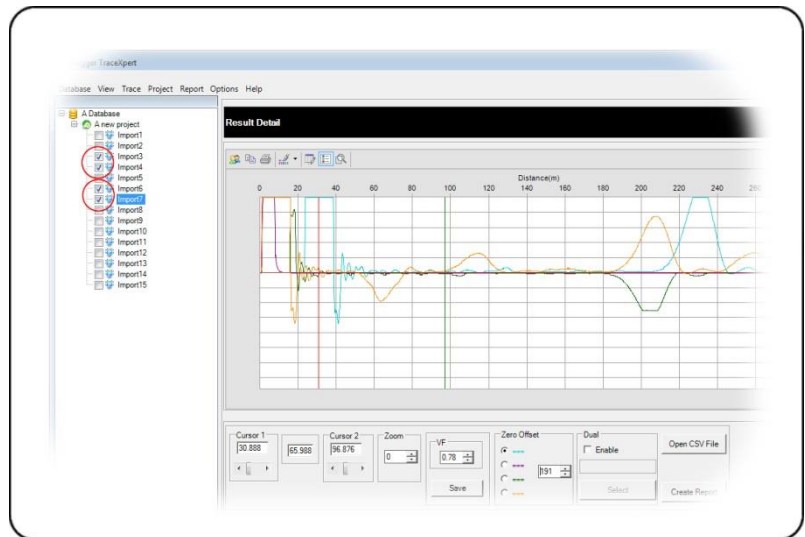 TraceXpert
Database View Trace Project Report Options Help
A Database
A new project
Import1
Import2
Import3
Import4
Import5
Import6
Import7
Import8
Import9
Import10
Import11
Import12
Import13
Import14
Import15
Result Detail
Distance(m)
0 20 40 60 80 100 120 140 160 180 200 220 240 260
Cursor 1
30.888
65.988
Cursor 2
96.876
Zoom
0
VF
0.78
Save
Zero Offset
191
Dual
Enable
Select
Open CSV File
Create Report